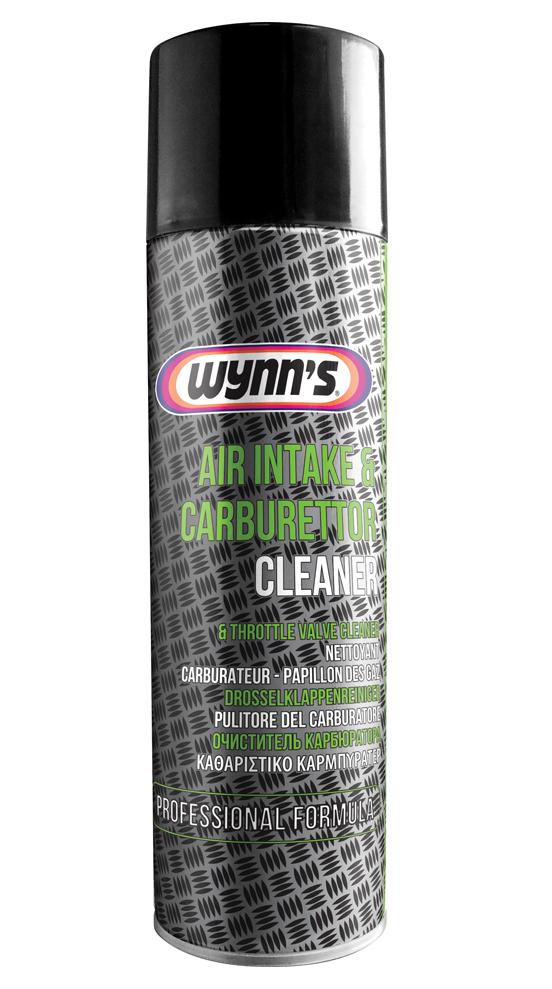 WYNN'S®
AIR INTAKE &
CARBURETTOR
CLEANER
& THROTTLE VALVE CLEANER
NETTOYANT
CARBURATEUR - PAPILLON DES GAZ
DROSSELKLAPPENREINIGER
PULITORE DEL CARBURATORE
ОЧИСТИТЕЛЬ КАРБЮРАТОРА
ΚΑΘΑΡΙΣΤΙΚΟ ΚΑΡΜΠΥΡΑΤΕΡ
PROFESSIONAL FORMULA